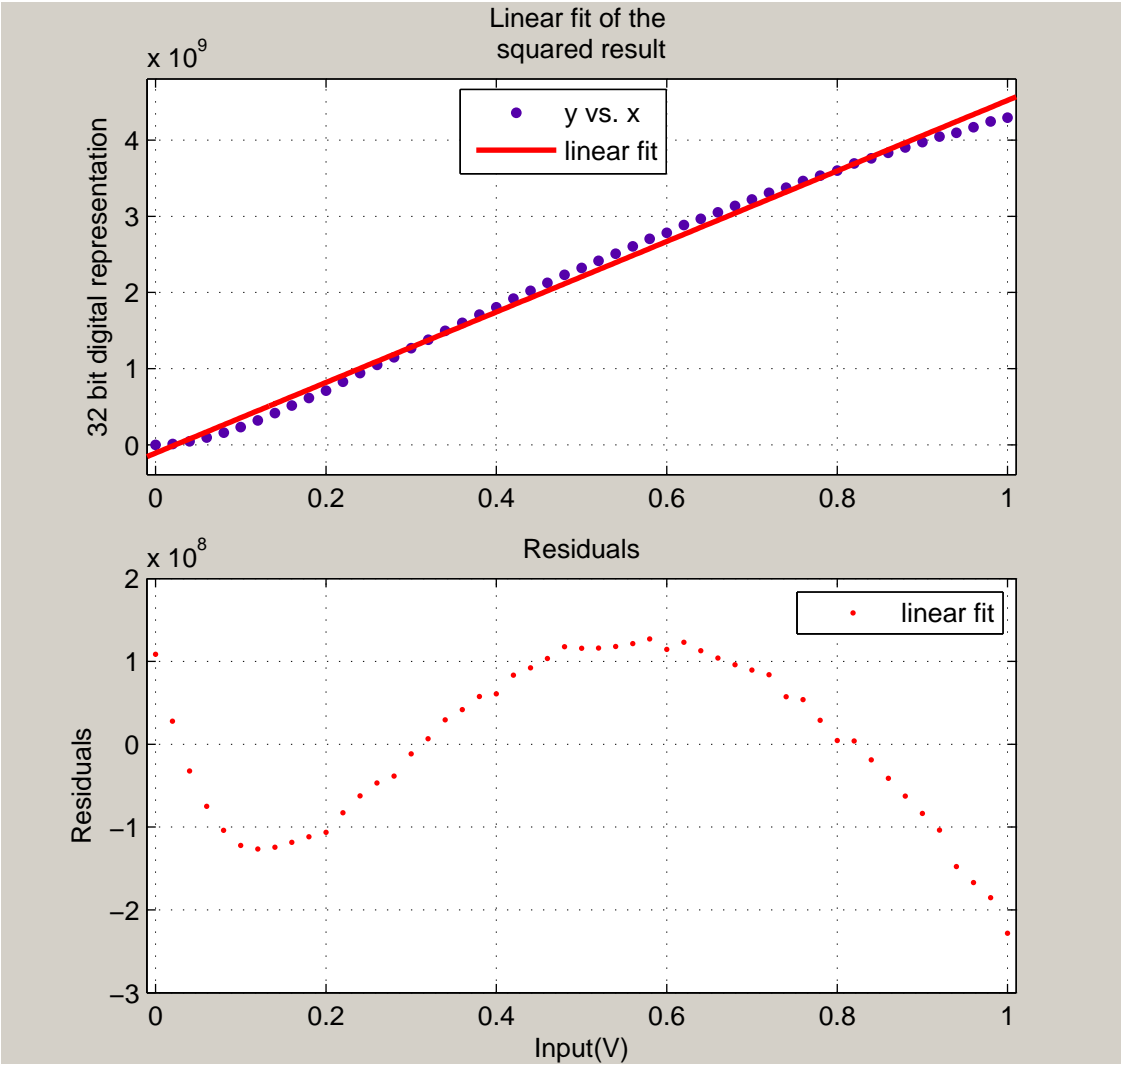 Linear fit of the
squared result
x 10^9
32 bit digital representation
4
3
2
1
0
y vs. x
linear fit
0 0.2 0.4 0.6 0.8 1
Residuals
x 10^8
Residuals
2
1
0
−1
−2
−3
linear fit
0 0.2 0.4 0.6 0.8 1
Input(V)